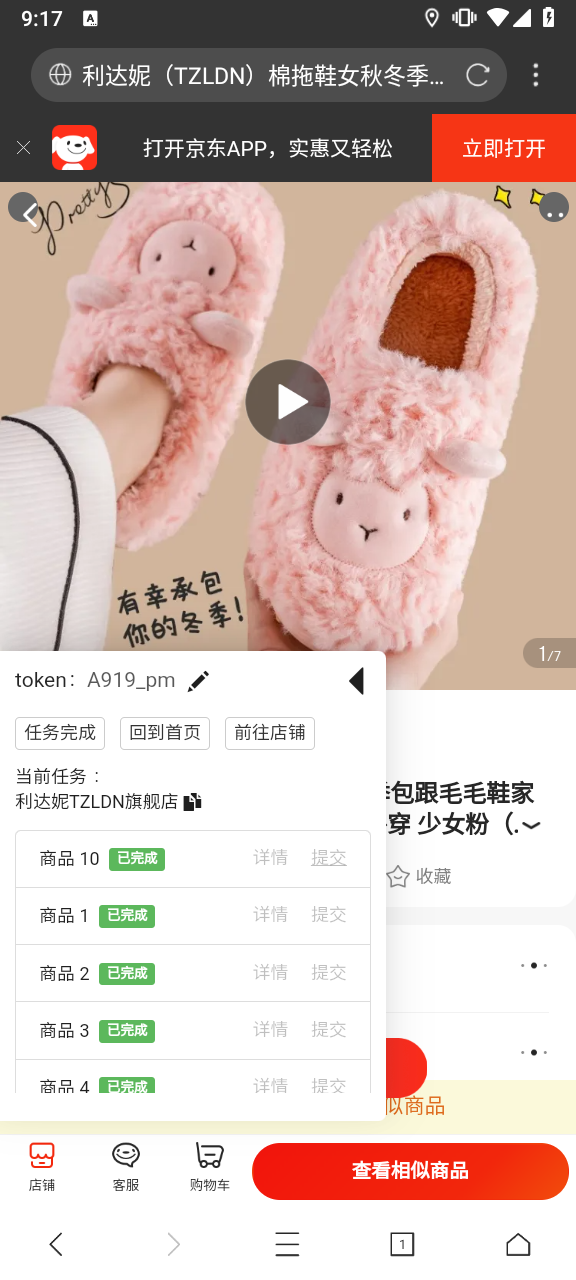 9:17
A
利达妮（TZLDN）棉拖鞋女秋冬季...
打开京东APP，实惠又轻松
立即打开
Pretty
有幸承包
你的冬季！
1/7
token： A919_pm
任务完成
回到首页
前往店铺
当前任务：
利达妮TZLDN旗舰店
包跟毛毛鞋家
穿 少女粉（.
收藏
商品 10 已完成 详情 提交
商品 1 已完成 详情 提交
商品 2 已完成 详情 提交
商品 3 已完成 详情 提交
商品 4 已完成 详情 提交
似商品
店铺
客服
购物车
查看相似商品
1